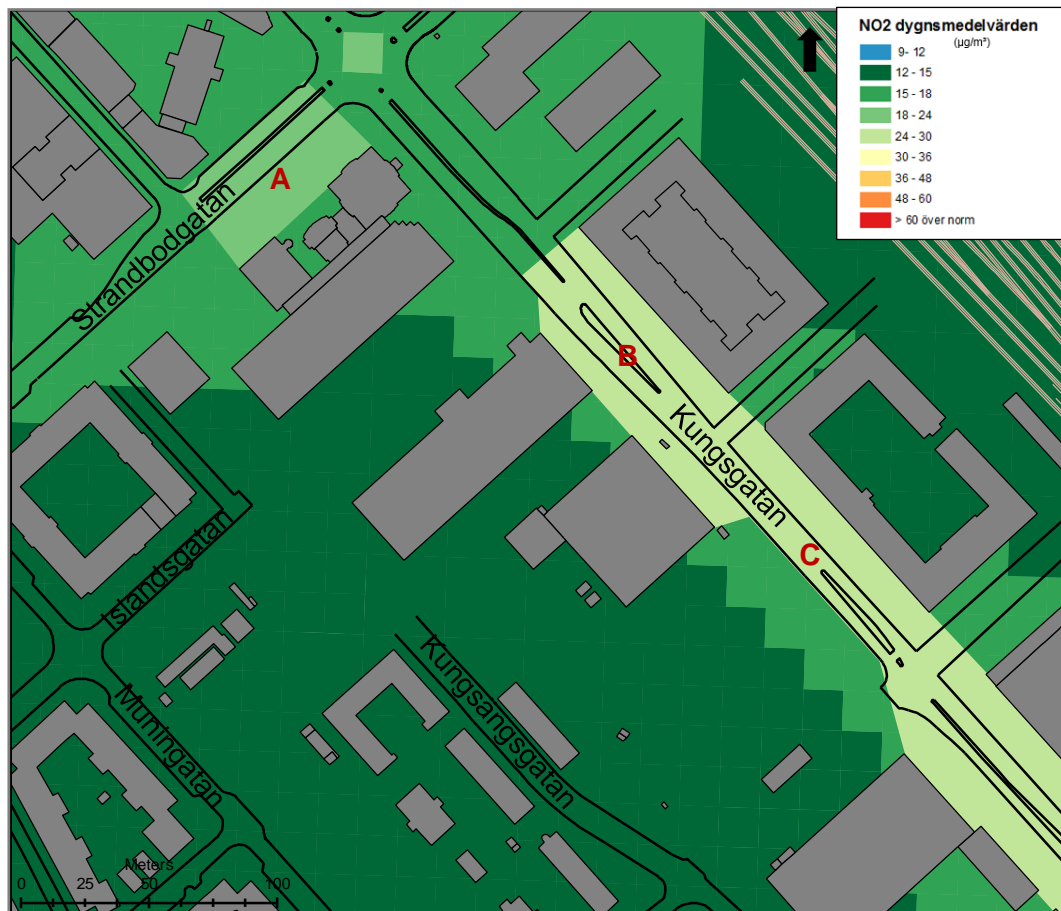 NO2 dygnsmedelvärden
(µg/m³)
9- 12
12 - 15
15 - 18
18 - 24
24 - 30
30 - 36
36 - 48
48 - 60
> 60 över norm
A
Strandbodgatan
B
Kungsgatan
C
Islandsgatan
Muningatan
Kungsängsgatan
Meters
0 25 50 100